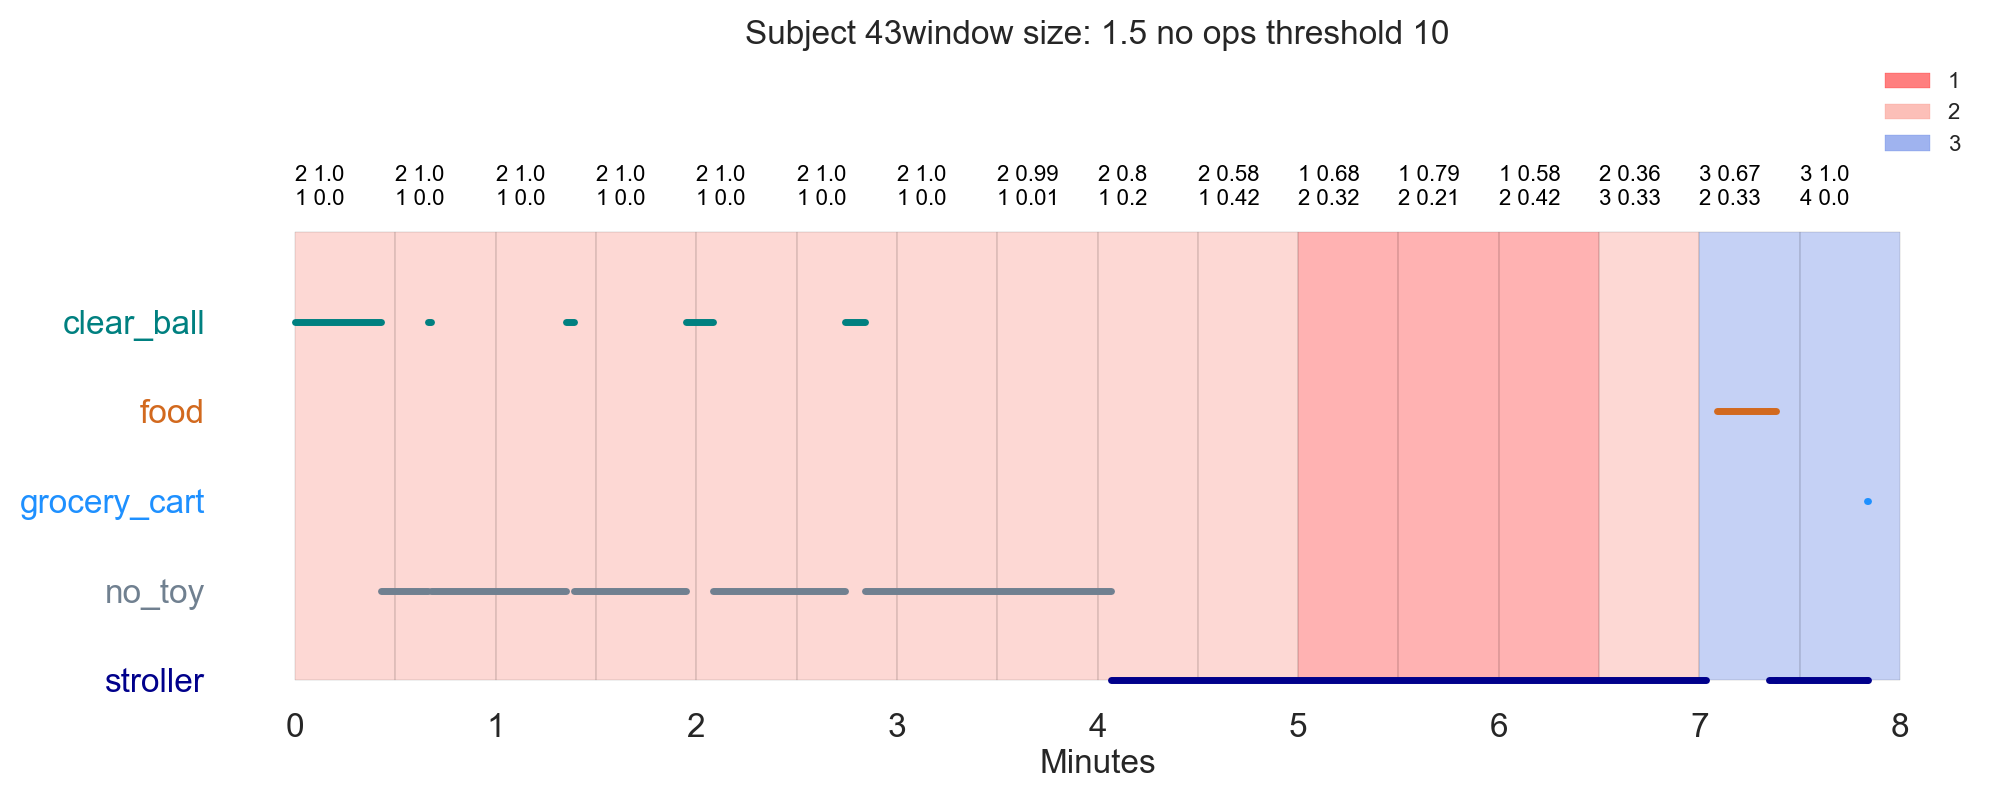 Subject 43window size: 1.5 no ops threshold 10
1
2
3
2 1.0 2 1.0 2 1.0 2 1.0 2 1.0 2 1.0 2 1.0 2 0.99 2 0.8 2 0.58 1 0.68 1 0.79 1 0.58 2 0.36 3 0.67 3 1.0
1 0.0 1 0.0 1 0.0 1 0.0 1 0.0 1 0.0 1 0.0 1 0.01 1 0.2 1 0.42 2 0.32 2 0.21 2 0.42 3 0.33 2 0.33 4 0.0
clear_ball
food
grocery_cart
no_toy
stroller
0 1 2 3 4 5 6 7 8
Minutes